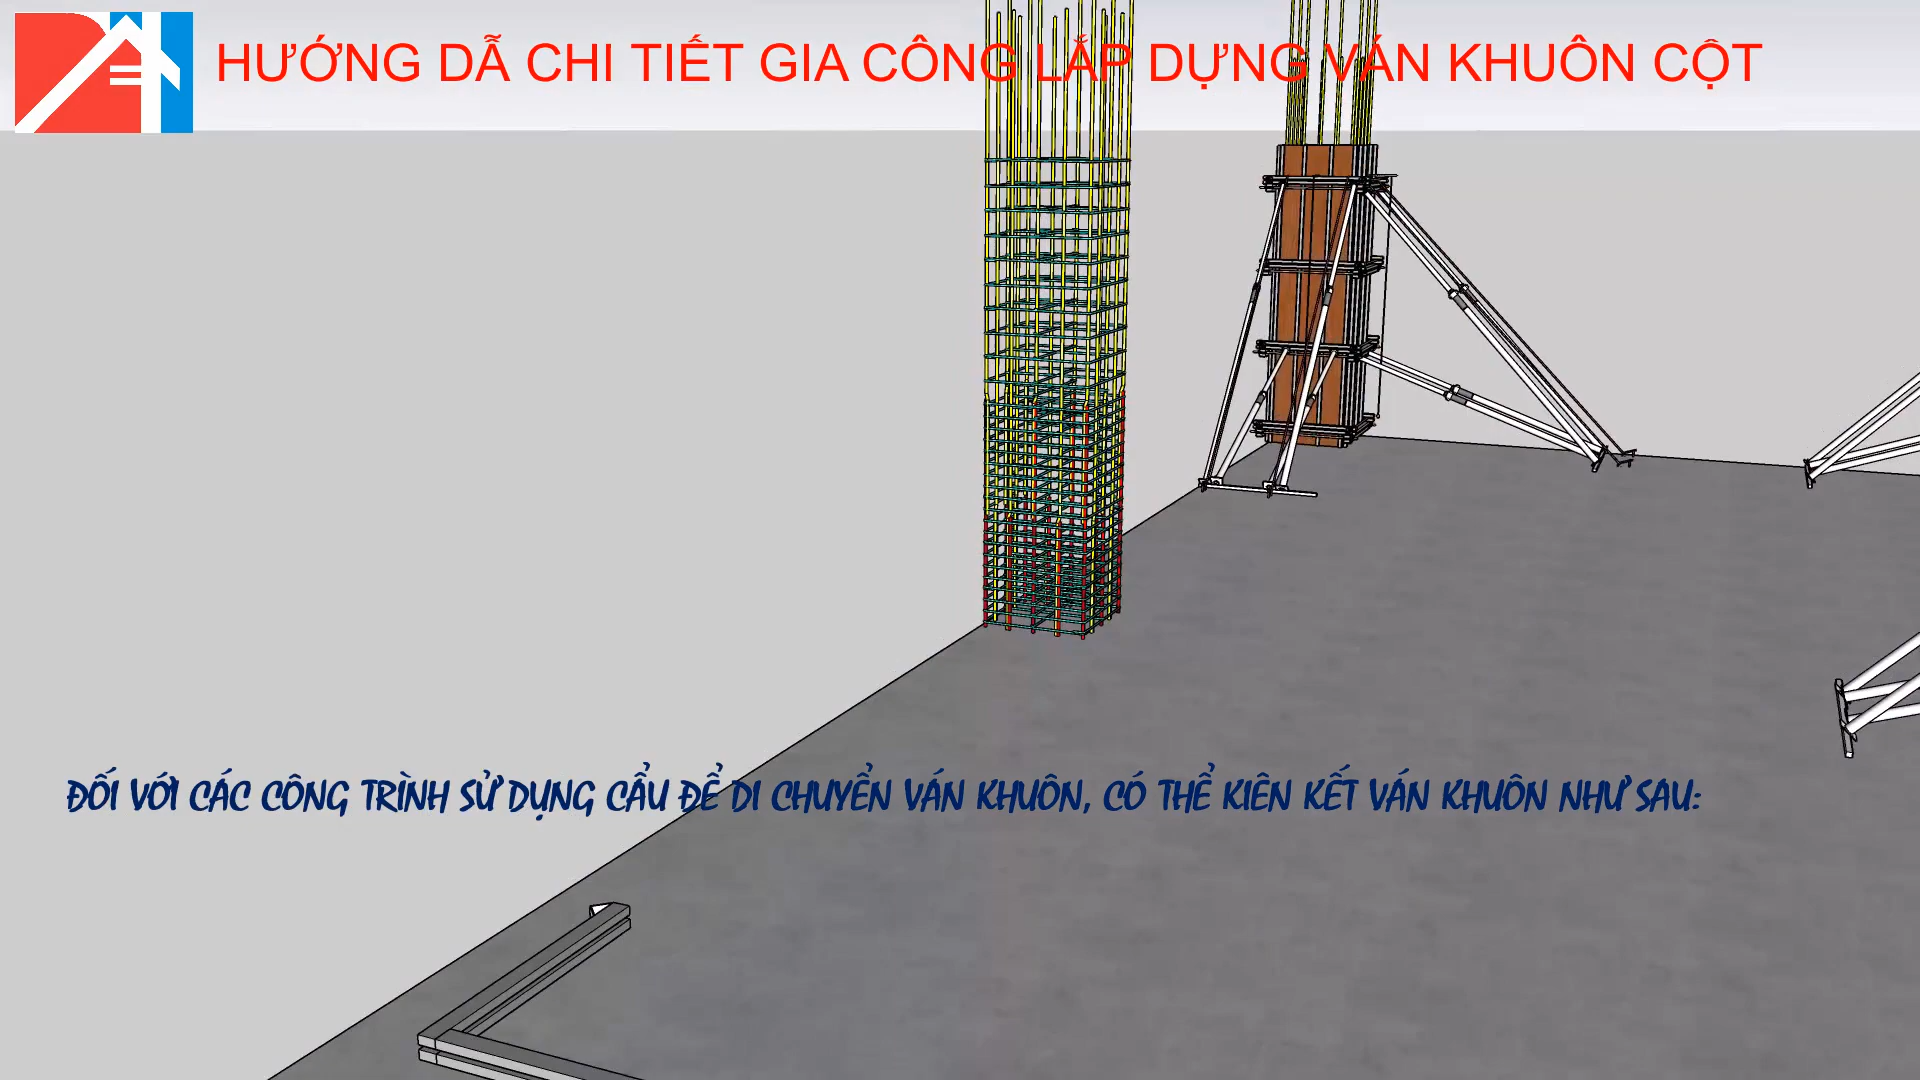 HƯỚNG DẪ CHI TIẾT GIA CÔNG LẮP DỰNG VÁN KHUÔN CỘT
ĐỐI VỚI CÁC CÔNG TRÌNH SỬ DỤNG CẨU ĐỂ DI CHUYỂN VÁN KHUÔN, CÓ THỂ KIÊN KẾT VÁN KHUÔN NHƯ SAU: